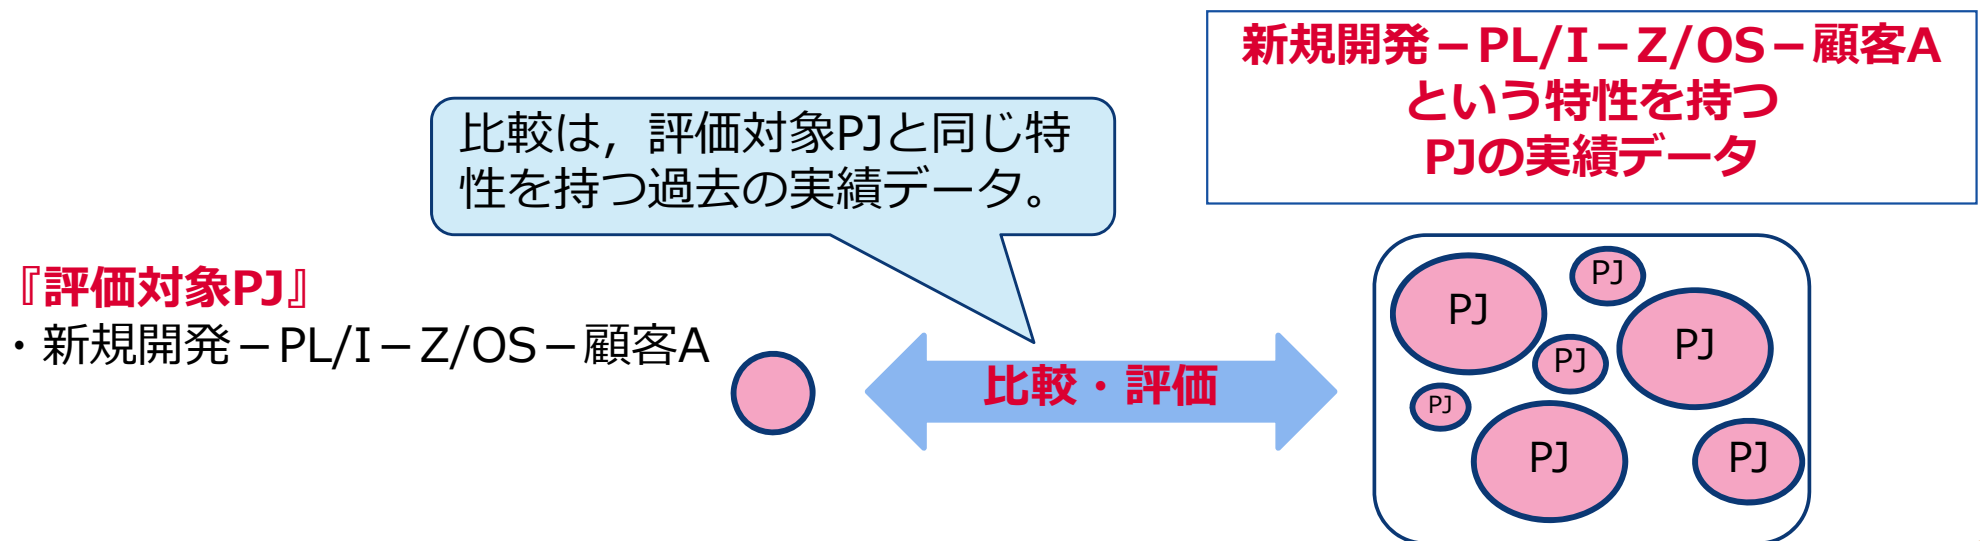 新規開発－PL/I－Z/OS－顧客A
という特性を持つ
PJの実績データ
比較は，評価対象PJと同じ特
性を持つ過去の実績データ。
『評価対象PJ』
・新規開発－PL/I－Z/OS－顧客A
比較・評価
PJ
PJ
PJ
PJ
PJ
PJ
PJ